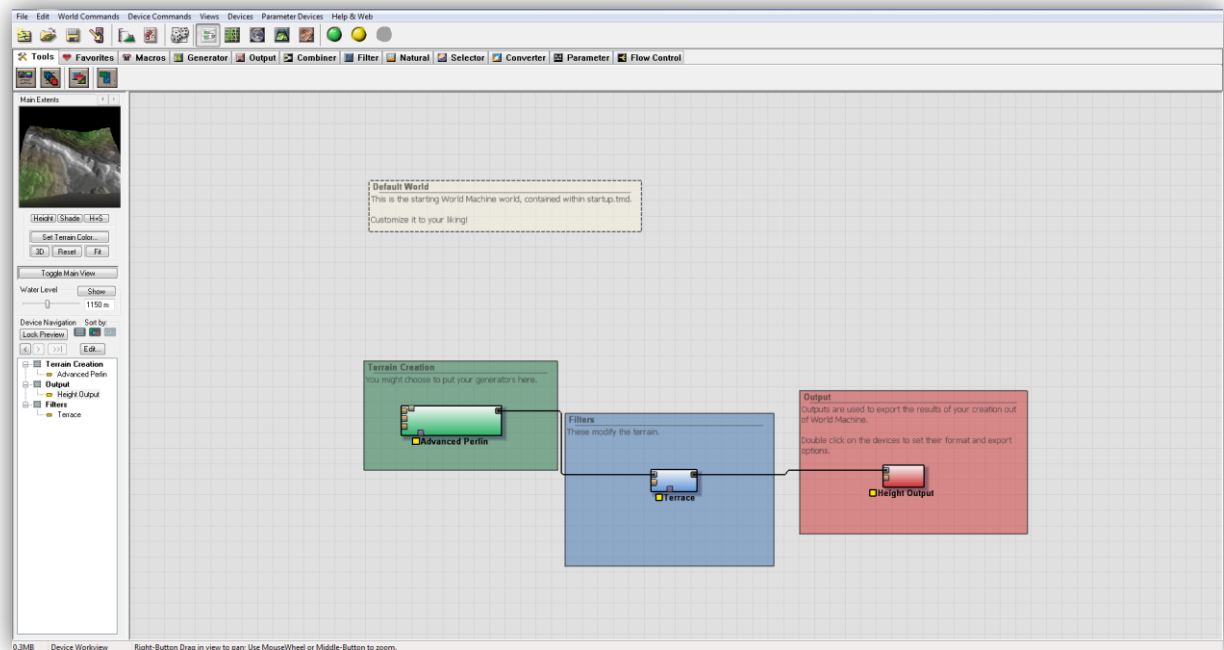 File Edit World Commands Device Commands Views Devices Parameter Devices Help & Web
Tools Favorites Macros Generator Output Combiner Filter Natural Selector Converter Parameter Flow Control
Main Extents
Height Shade H+S
Set Terrain Color...
3D Reset Fit
Toggle Main View
Water Level Show
1150 m
Device Navigation Sort by:
Lock Preview
< > >>| Edit...
Terrain Creation
Advanced Perlin
Output
Height Output
Filters
Terrace
Default World
This is the starting World Machine world, contained within startup.tmd.
Customize it to your liking!
Terrain Creation
You might choose to put your generators here.
Advanced Perlin
Filters
These modify the terrain.
Terrace
Output
Outputs are used to export the results of your creation out
of World Machine.
Double click on the devices to set their format and export
options.
Height Output
0.3MB Device Workview Right-Button Drag in view to pan; Use MouseWheel or Middle-Button to zoom.